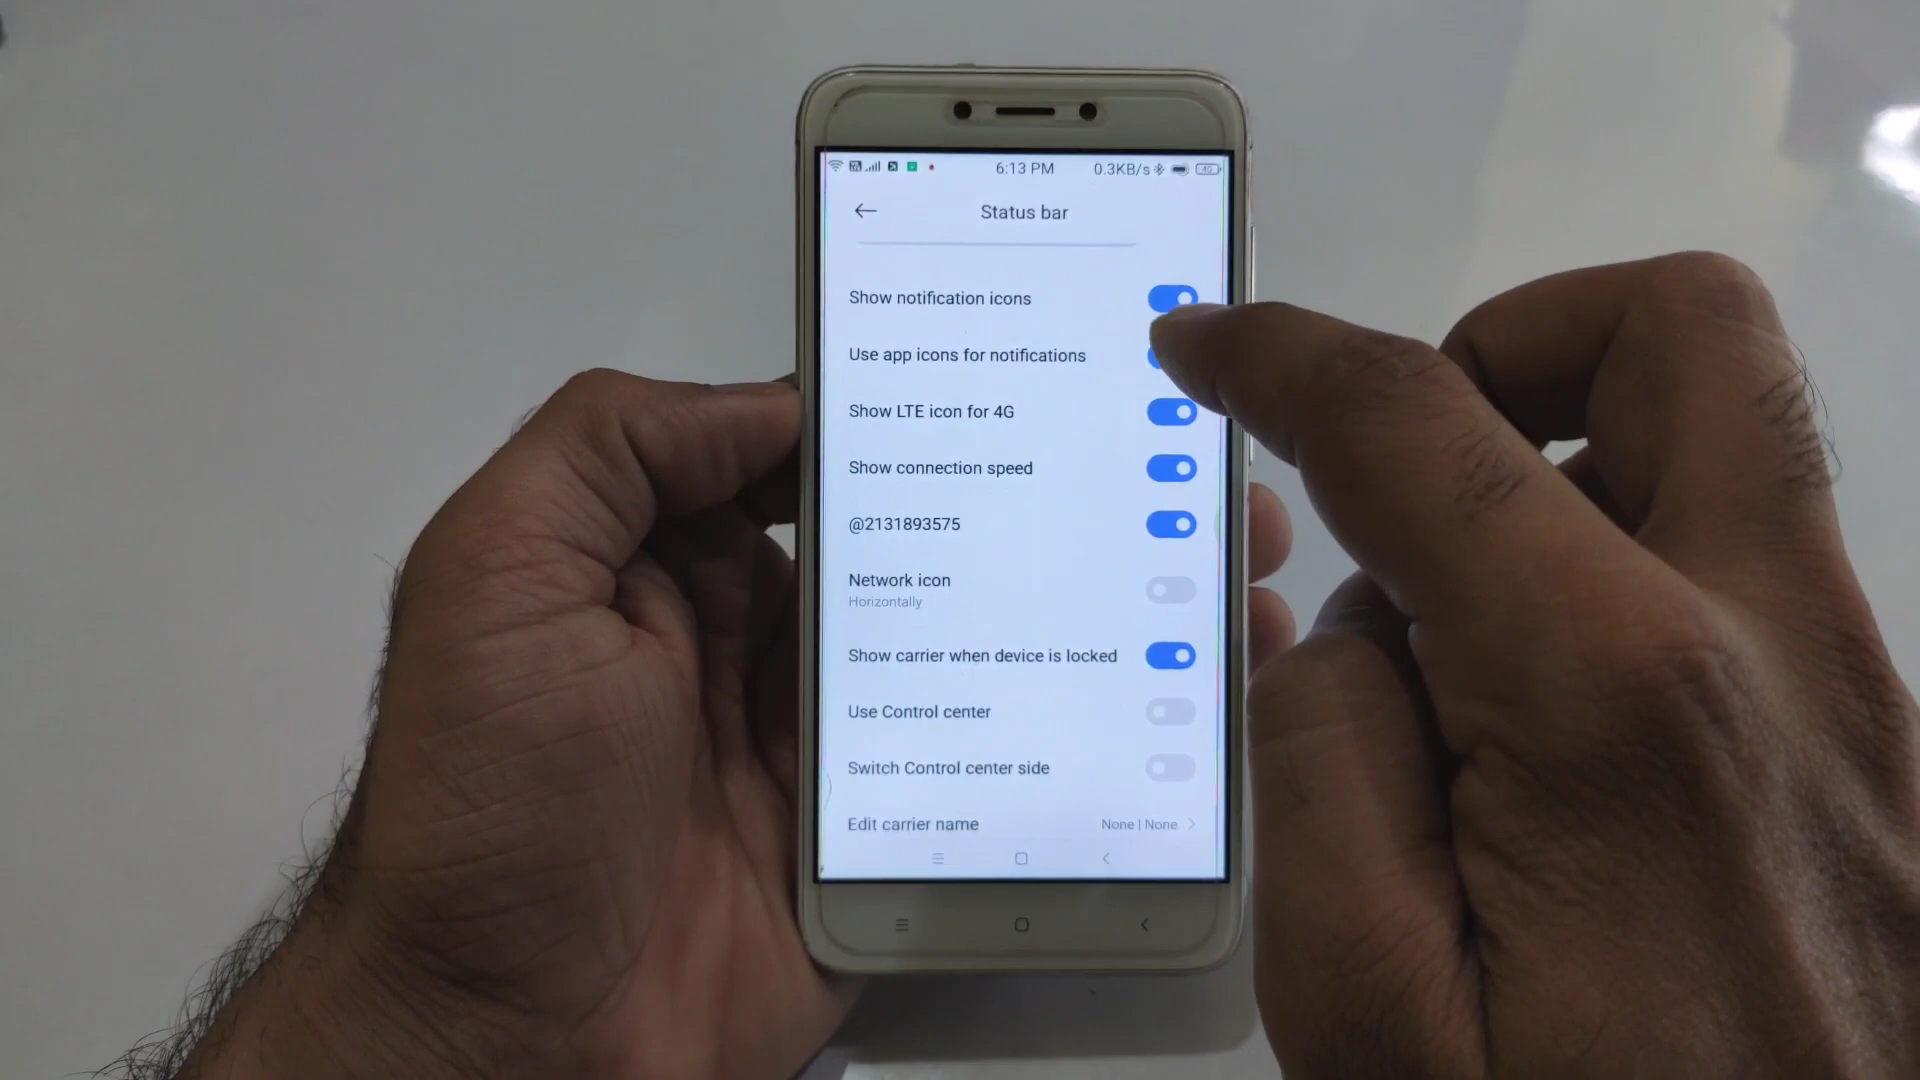 6:13 PM 0.3KB/s 40
Status bar
Show notification icons
Use app icons for notifications
Show LTE icon for 4G
Show connection speed
@2131893575
Network icon
Horizontally
Show carrier when device is locked
Use Control center
Switch Control center side
Edit carrier name None | None